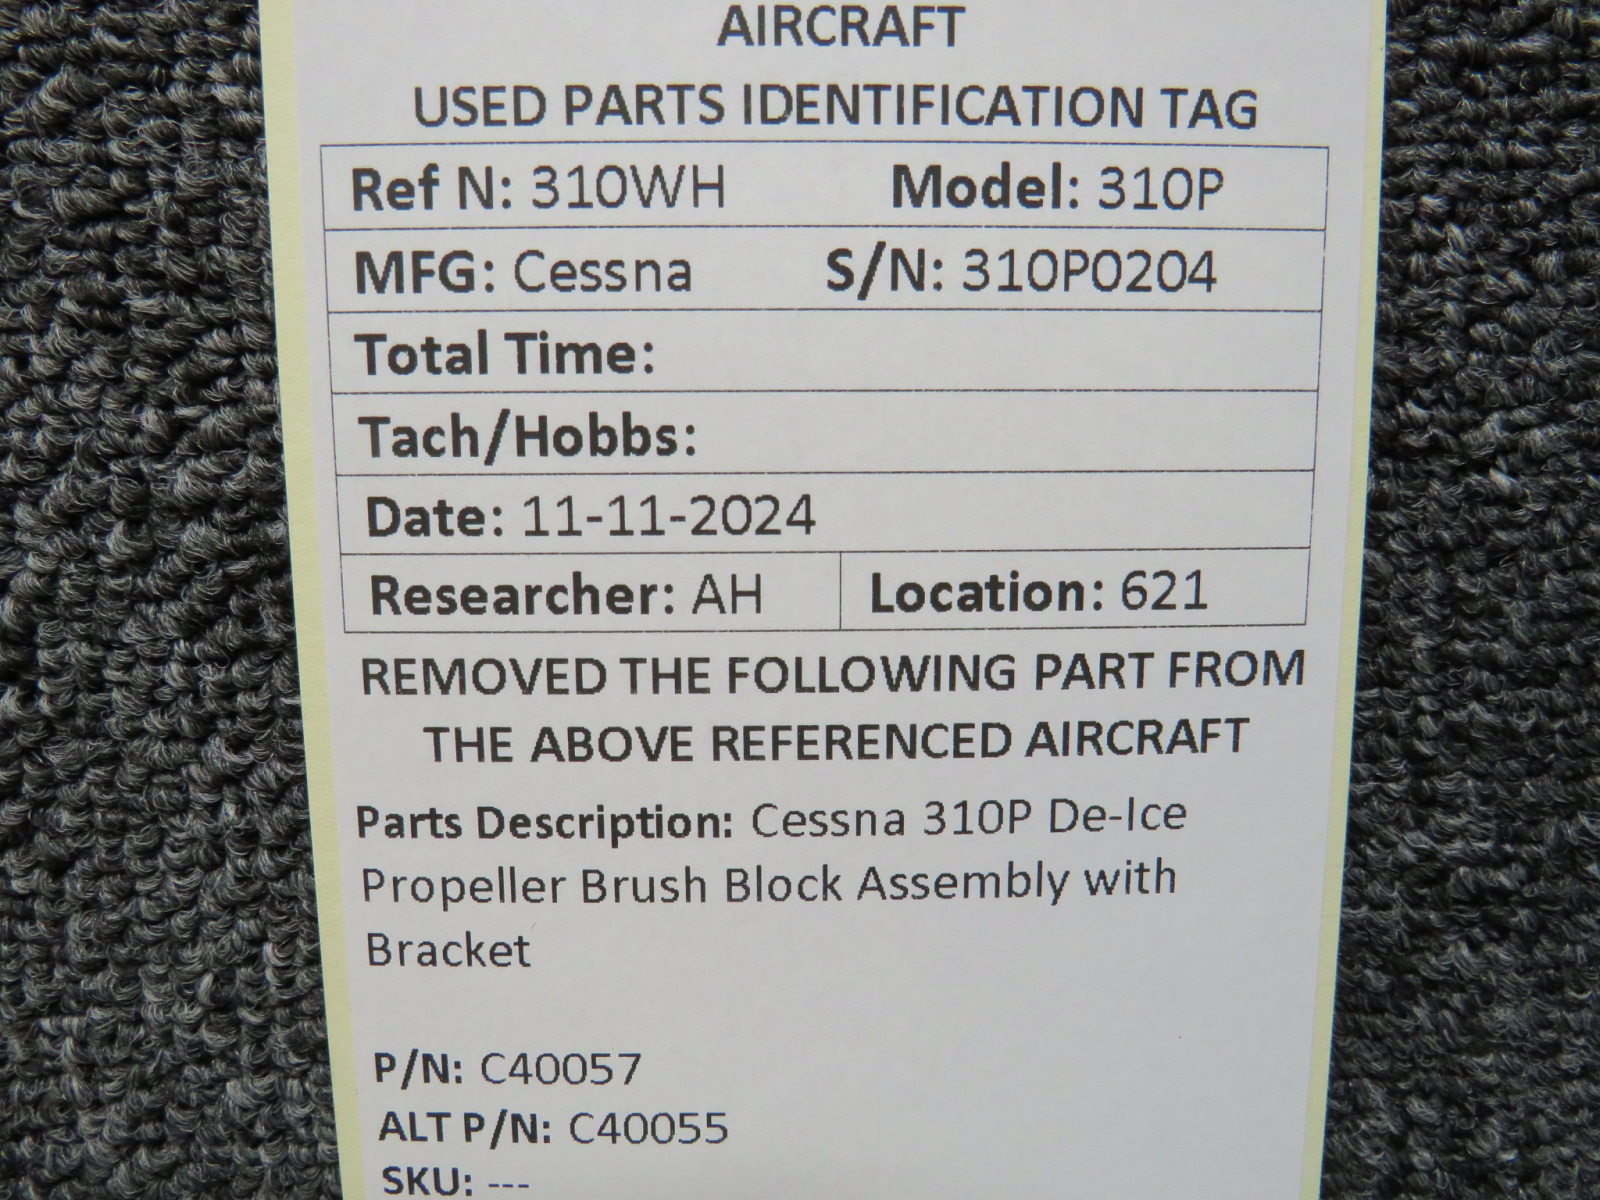 AIRCRAFT
USED PARTS IDENTIFICATION TAG
Ref N: 310WH Model: 310P
MFG: Cessna S/N: 310P0204
Total Time:
Tach/Hobbs:
Date: 11-11-2024
Researcher: AH Location: 621
REMOVED THE FOLLOWING PART FROM
THE ABOVE REFERENCED AIRCRAFT
Parts Description: Cessna 310P De-Ice
Propeller Brush Block Assembly with
Bracket
P/N: C40057
ALT P/N: C40055
SKU: ---